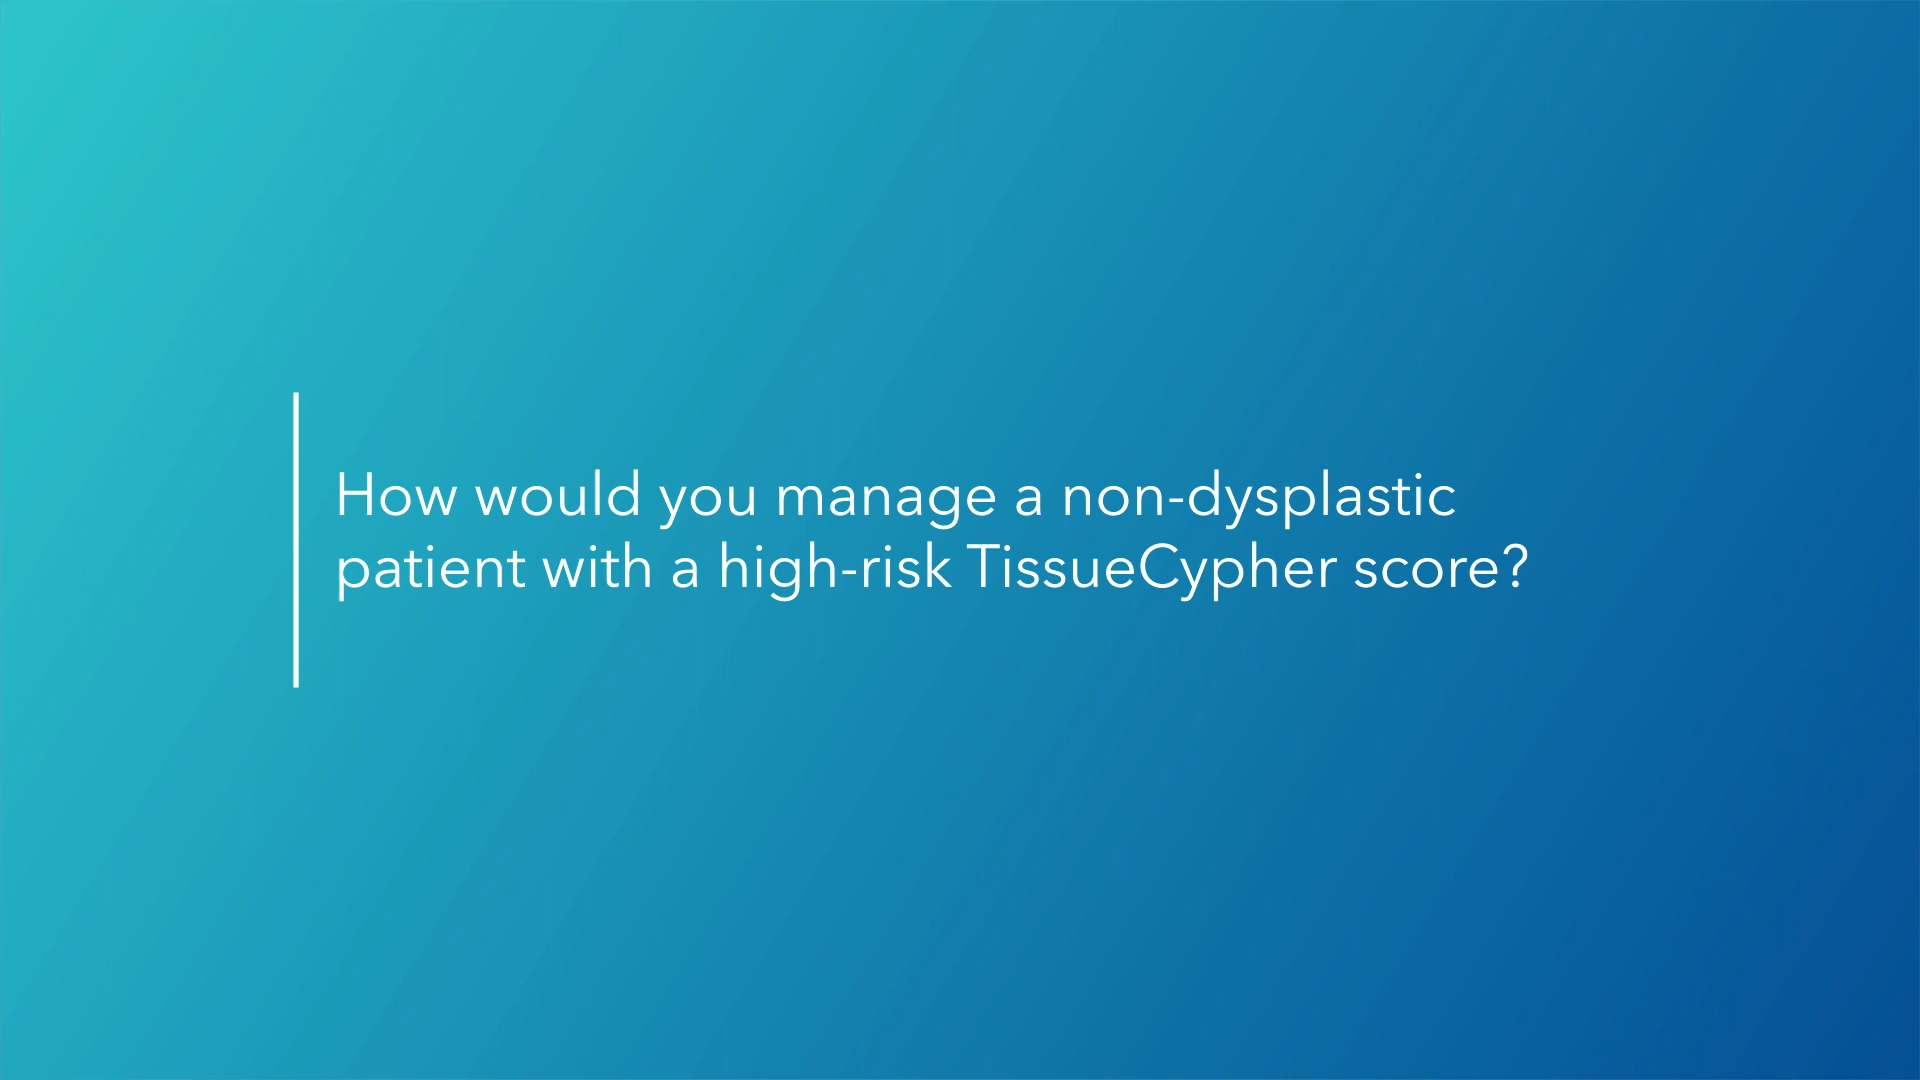 How would you manage a non-dysplastic
patient with a high-risk TissueCypher score?